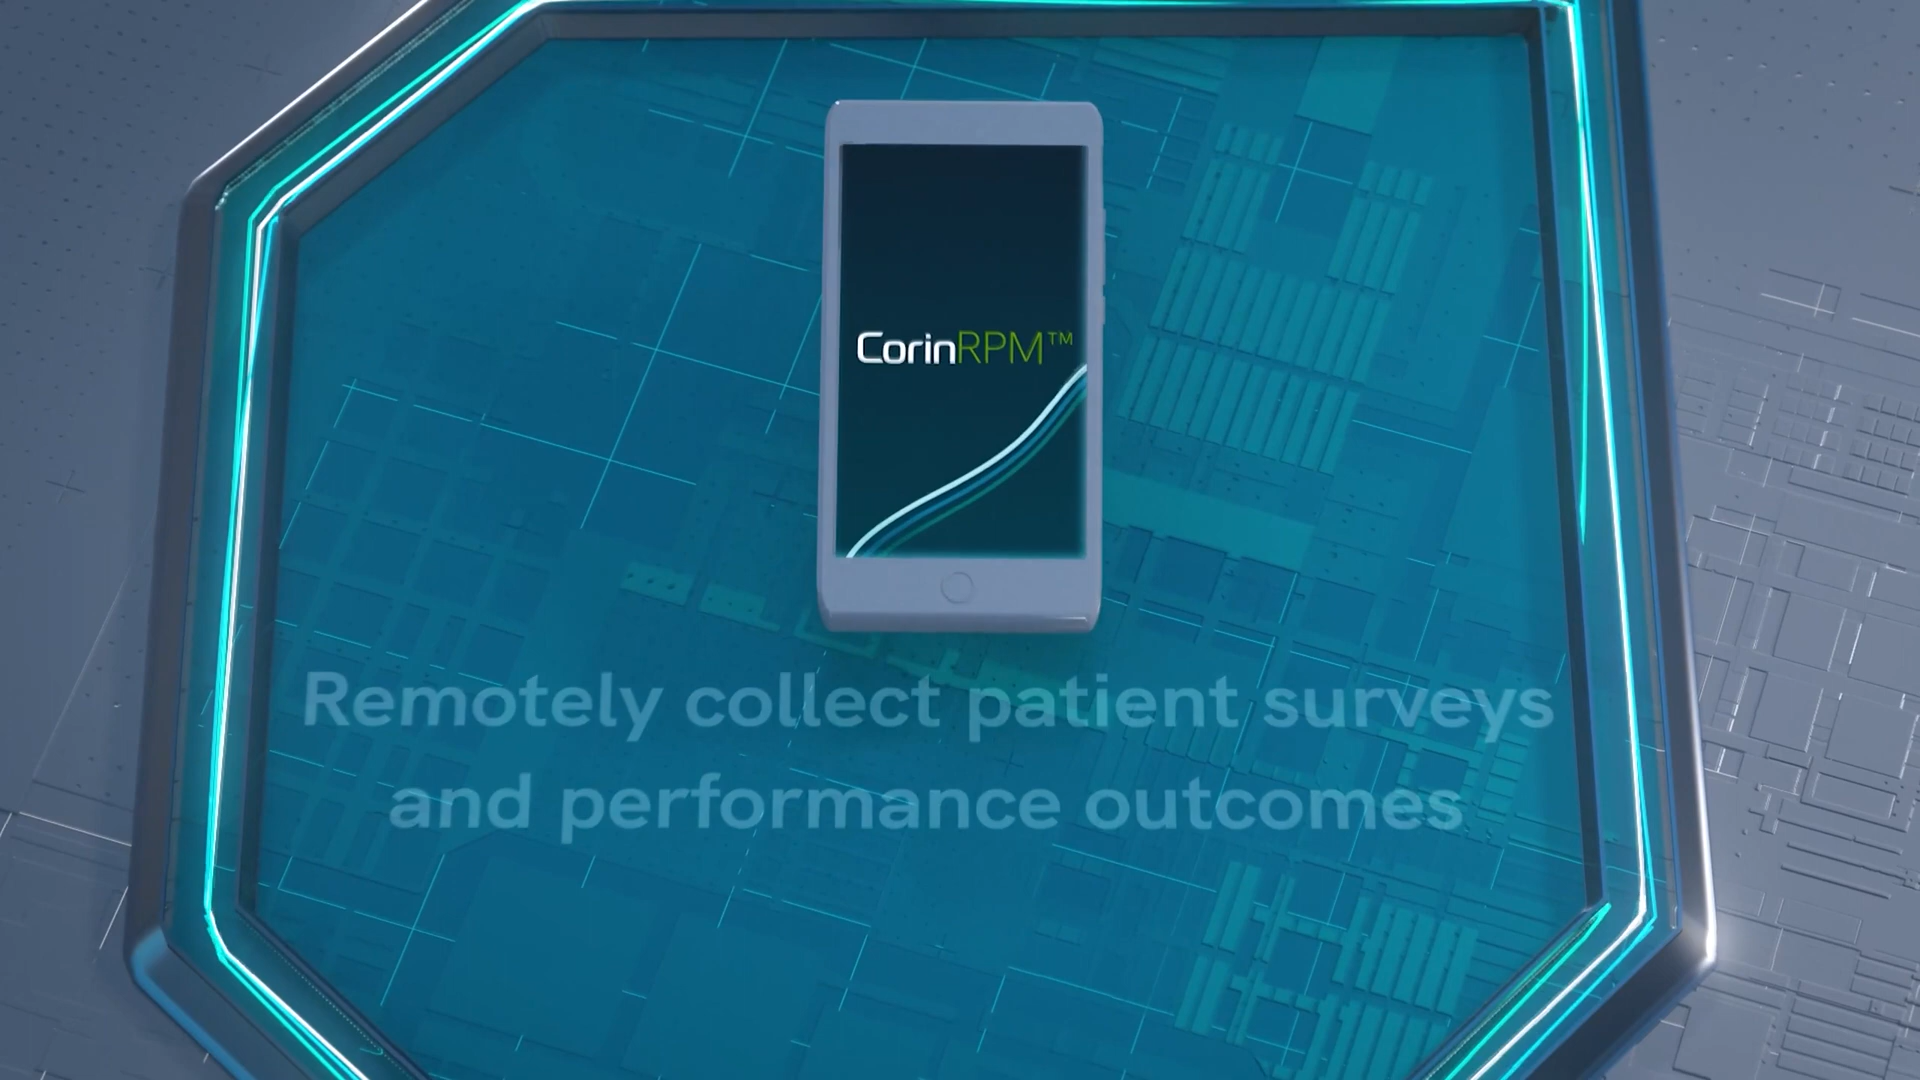 CorinRPM™
Remotely collect patient surveys
and performance outcomes